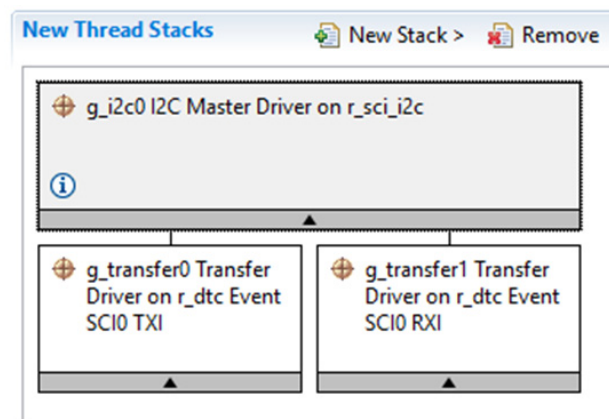 New Thread Stacks
New Stack > Remove
g_i2c0 I2C Master Driver on r_sci_i2c
g_transfer0 Transfer
Driver on r_dtc Event
SCI0 TXI
g_transfer1 Transfer
Driver on r_dtc Event
SCI0 RXI